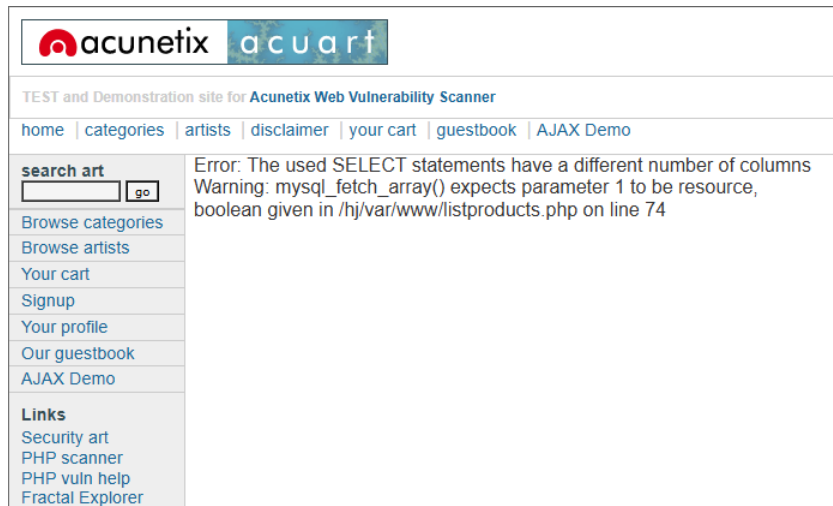 acunetix acuart
TEST and Demonstration site for Acunetix Web Vulnerability Scanner
home | categories | artists | disclaimer | your cart | guestbook | AJAX Demo
search art
go
Browse categories
Browse artists
Your cart
Signup
Your profile
Our guestbook
AJAX Demo
Links
Security art
PHP scanner
PHP vuln help
Fractal Explorer
Error: The used SELECT statements have a different number of columns
Warning: mysql_fetch_array() expects parameter 1 to be resource,
boolean given in /hj/var/www/listproducts.php on line 74